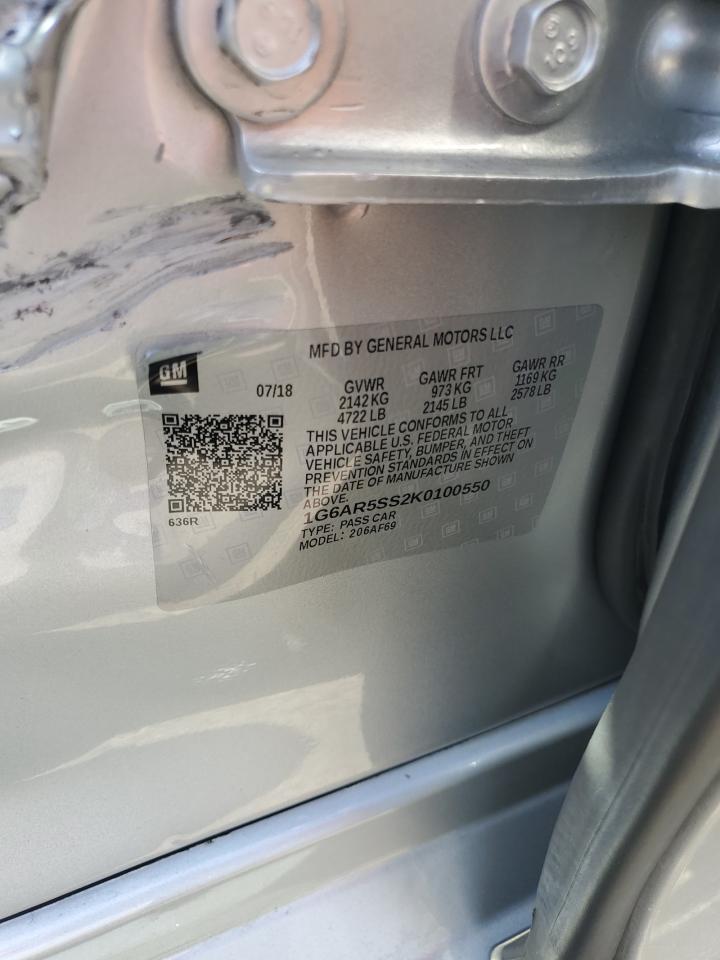 MFD BY GENERAL MOTORS LLC
GM
07/18
GVWR
2142 KG
4722 LB
GAWR FRT
973 KG
2145 LB
GAWR RR
1169 KG
2578 LB
THIS VEHICLE CONFORMS TO ALL
APPLICABLE U.S. FEDERAL MOTOR
VEHICLE SAFETY, BUMPER, AND THEFT
PREVENTION STANDARDS IN EFFECT ON
THE DATE OF MANUFACTURE SHOWN
ABOVE.
1G6AR5SS2K0100550
TYPE: PASS CAR
MODEL: 206AF69
636R